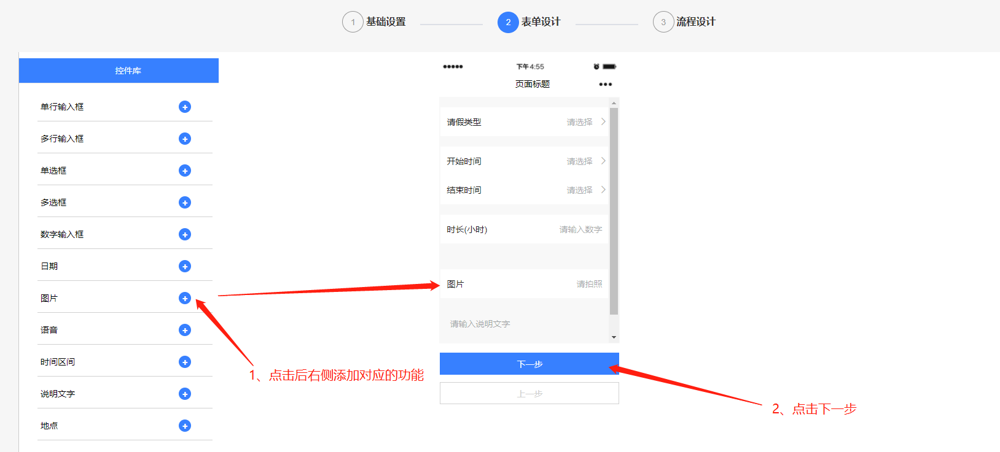 1 基础设置
2 表单设计
3 流程设计
控件库
单行输入框
多行输入框
单选框
多选框
数字输入框
日期
图片
语音
时间区间
说明文字
地点
下午4:55
页面标题
请假类型 请选择
开始时间 请选择
结束时间 请选择
时长(小时) 请输入数字
图片 请拍照
请输入说明文字
下一步
上一步
1、点击后右侧添加对应的功能
2、点击下一步